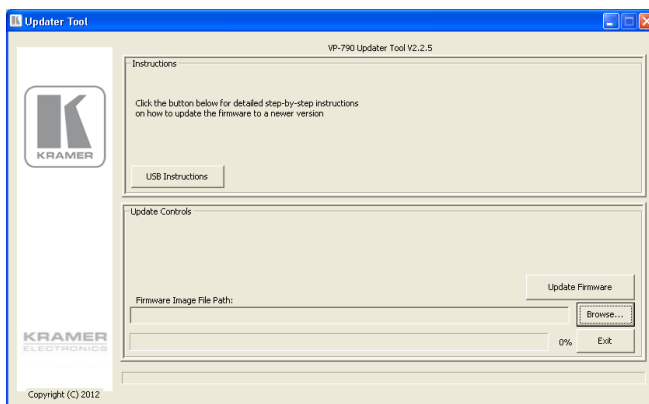 Updater Tool
VP-790 Updater Tool V2.2.5
Instructions
Click the button below for detailed step-by-step instructions
on how to update the firmware to a newer version
KRAMER
USB Instructions
Update Controls
Update Firmware
Firmware Image File Path:
Browse...
KRAMER
ELECTRONICS
0%
Exit
Copyright (C) 2012